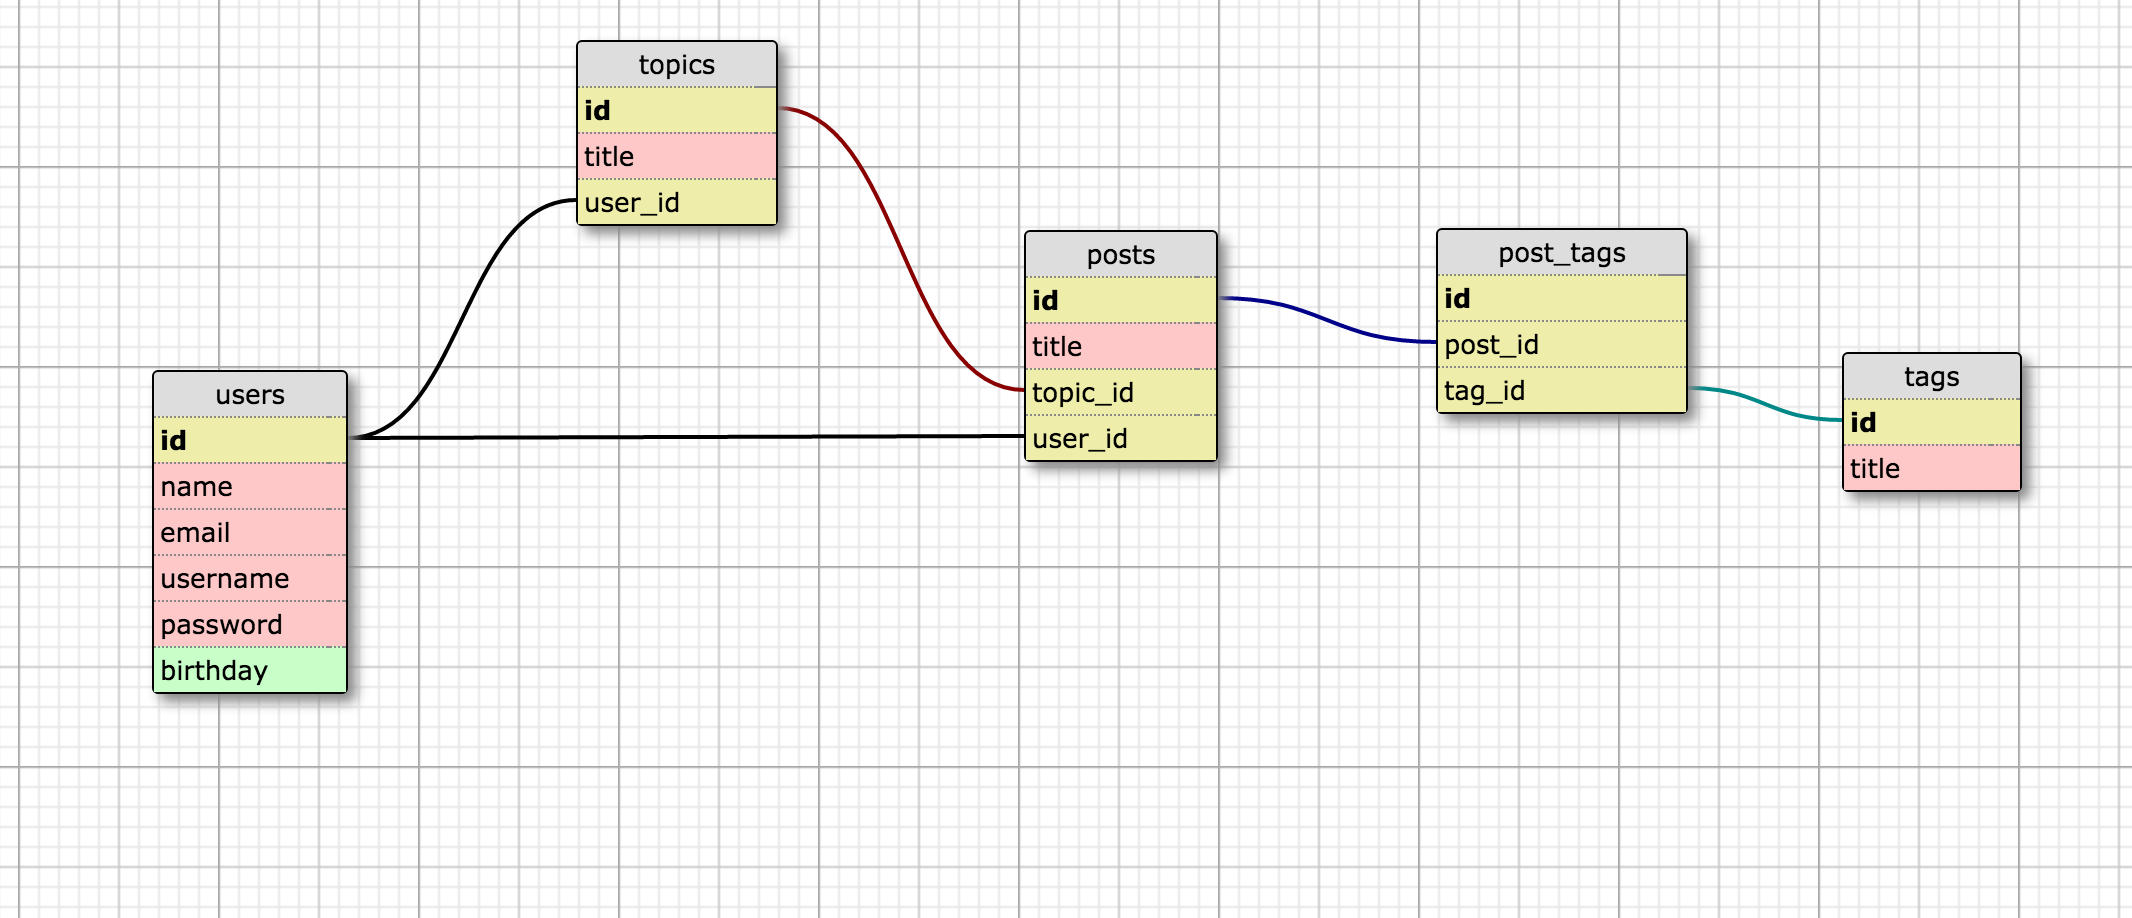 topics
id
title
user_id
posts
id
title
topic_id
user_id
post_tags
id
post_id
tag_id
tags
id
title
users
id
name
email
username
password
birthday